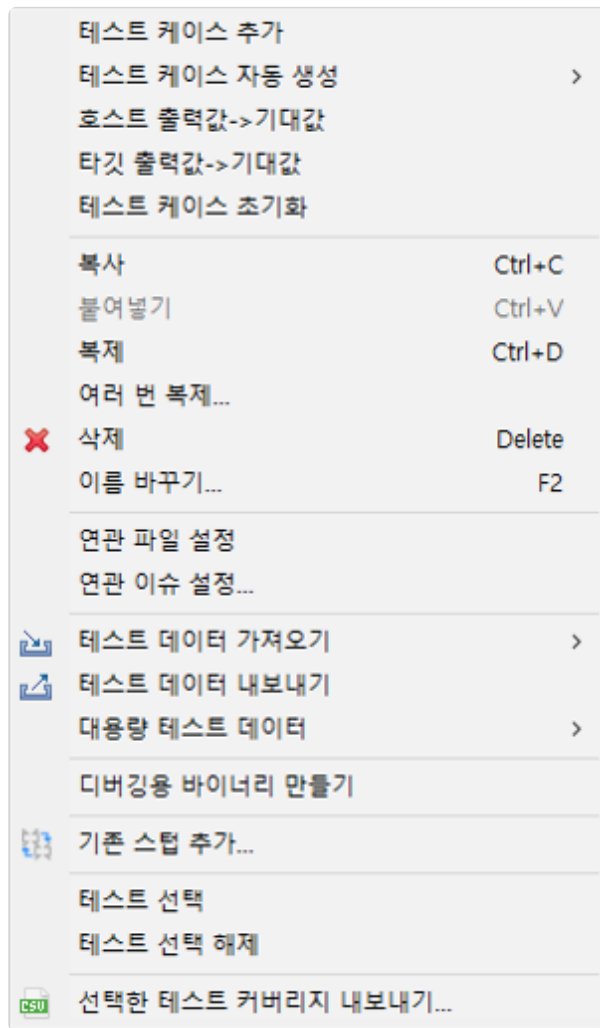 테스트 케이스 추가
테스트 케이스 자동 생성 >
호스트 출력값->기대값
타깃 출력값->기대값
테스트 케이스 초기화
복사 Ctrl+C
붙여넣기 Ctrl+V
복제 Ctrl+D
여러 번 복제...
삭제 Delete
이름 바꾸기... F2
연관 파일 설정
연관 이슈 설정...
테스트 데이터 가져오기 >
테스트 데이터 내보내기
대용량 테스트 데이터 >
디버깅용 바이너리 만들기
기존 스텁 추가...
테스트 선택
테스트 선택 해제
CSV 선택한 테스트 커버리지 내보내기...